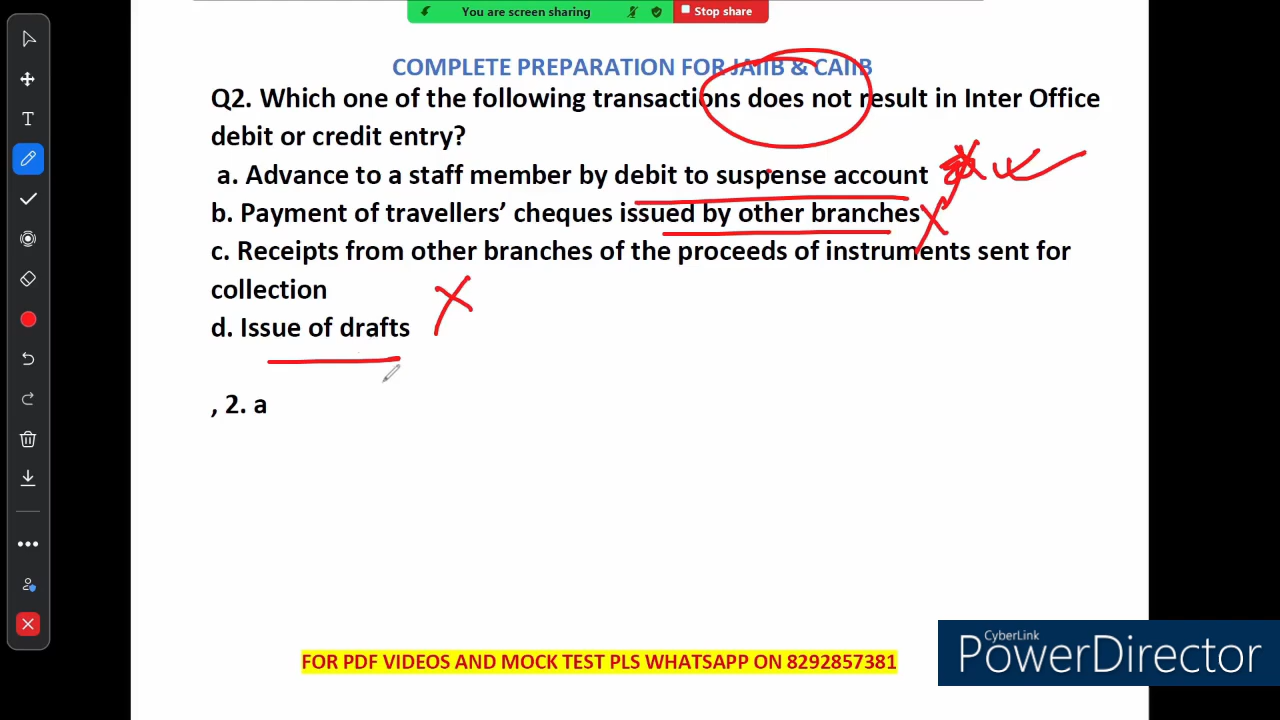 You are screen sharing
Stop share
COMPLETE PREPARATION FOR JAIIB & CAIIB
Q2. Which one of the following transactions does not result in Inter Office
debit or credit entry?
a. Advance to a staff member by debit to suspense account
b. Payment of travellers’ cheques issued by other branches
c. Receipts from other branches of the proceeds of instruments sent for
collection
d. Issue of drafts
, 2. a
FOR PDF VIDEOS AND MOCK TEST PLS WHATSAPP ON 8292857381
CyberLink
PowerDirector
T